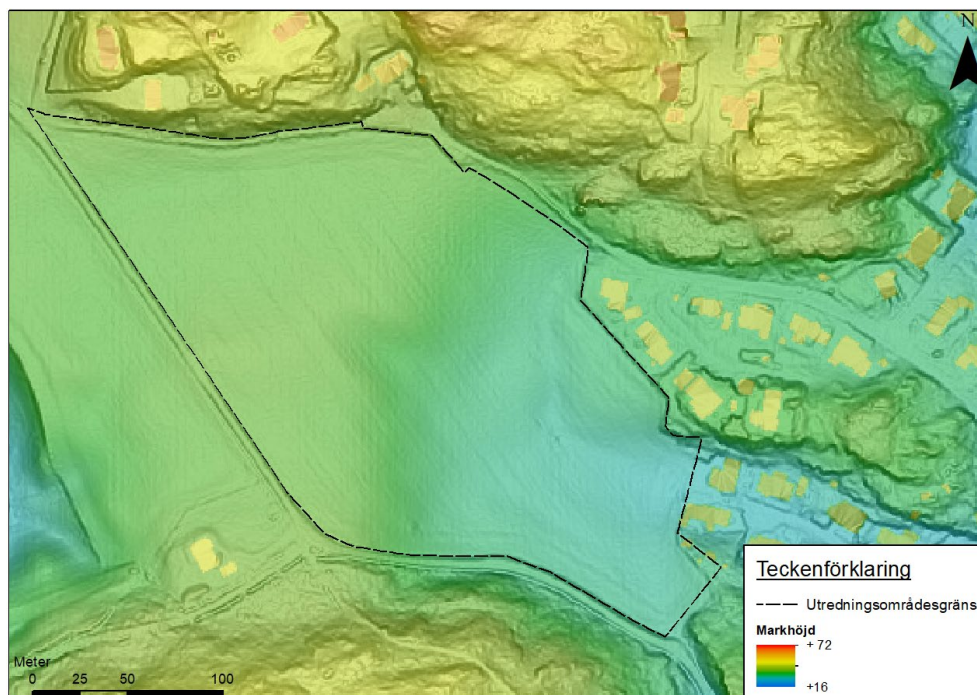 N
Teckenförklaring
Utredningsområdesgräns
Markhöjd
+ 72
+16
Meter
0 25 50 100